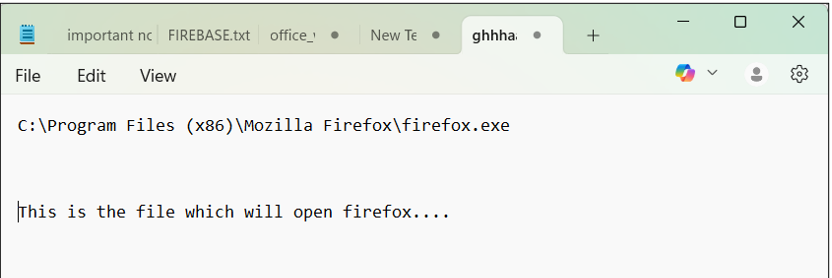 important nc FIREBASE.txt office_ New Te ghhha
File Edit View
C:\Program Files (x86)\Mozilla Firefox\firefox.exe
This is the file which will open firefox....